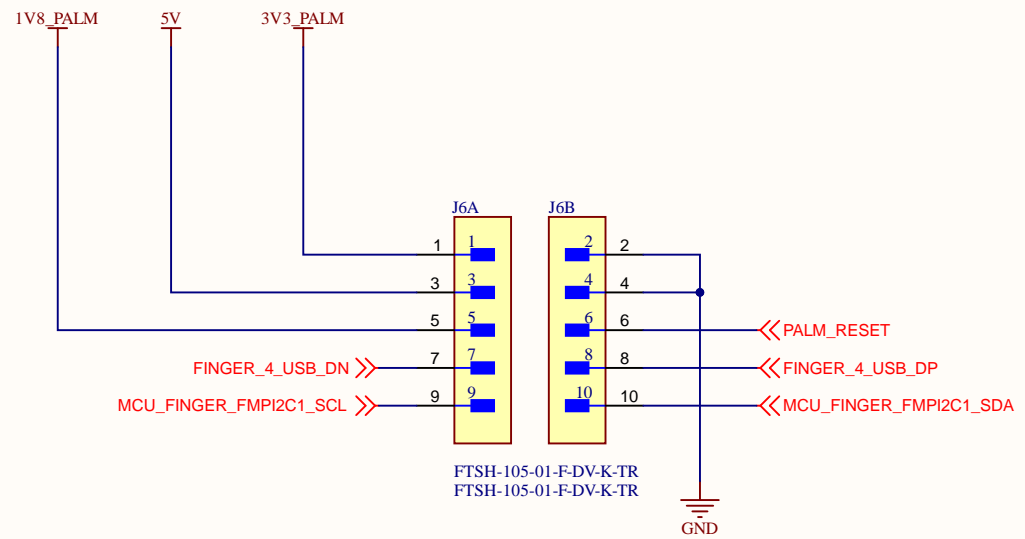 1V8_PALM 5V 3V3_PALM
J6A J6B
1 1 2 2
3 3 4 4
5 5 6 6 PALM_RESET
FINGER_4_USB_DN 7 7 8 8 FINGER_4_USB_DP
MCU_FINGER_FMPI2C1_SCL 9 9 10 10 MCU_FINGER_FMPI2C1_SDA
FTSH-105-01-F-DV-K-TR
FTSH-105-01-F-DV-K-TR
GND